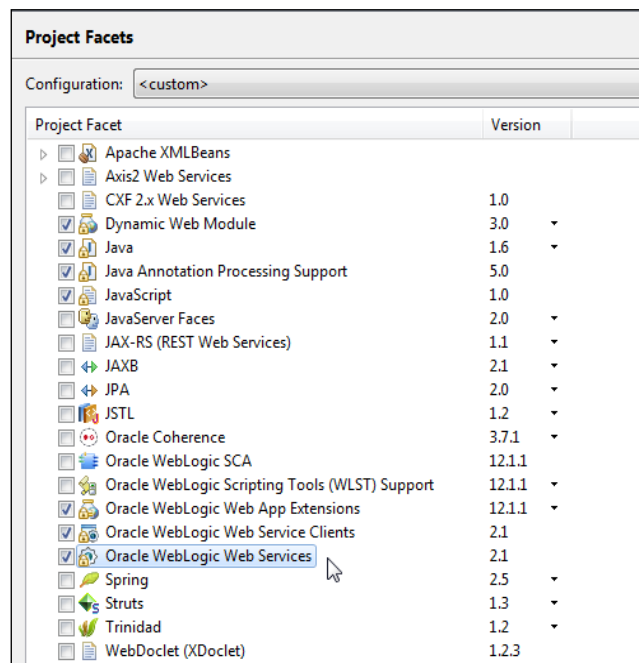 Project Facets
Configuration: <custom>
Project Facet Version
Apache XMLBeans
Axis2 Web Services
CXF 2.x Web Services 1.0
Dynamic Web Module 3.0
Java 1.6
Java Annotation Processing Support 5.0
JavaScript 1.0
JavaServer Faces 2.0
JAX-RS (REST Web Services) 1.1
JAXB 2.1
JPA 2.0
JSTL 1.2
Oracle Coherence 3.7.1
Oracle WebLogic SCA 12.1.1
Oracle WebLogic Scripting Tools (WLST) Support 12.1.1
Oracle WebLogic Web App Extensions 12.1.1
Oracle WebLogic Web Service Clients 2.1
Oracle WebLogic Web Services 2.1
Spring 2.5
Struts 1.3
Trinidad 1.2
WebDoclet (XDoclet) 1.2.3